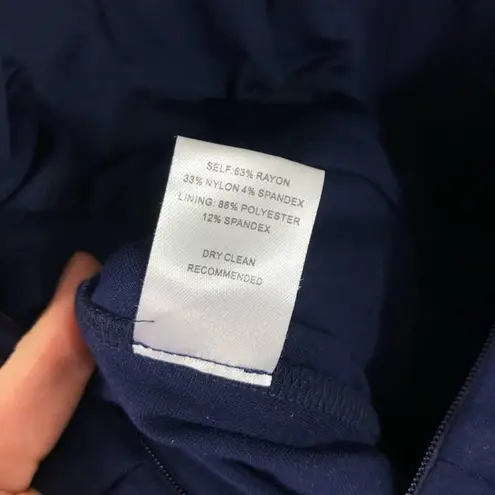 SELF:63% RAYON
33% NYLON 4% SPANDEX
LINING: 88% POLYESTER
12% SPANDEX
DRY CLEAN
RECOMMENDED